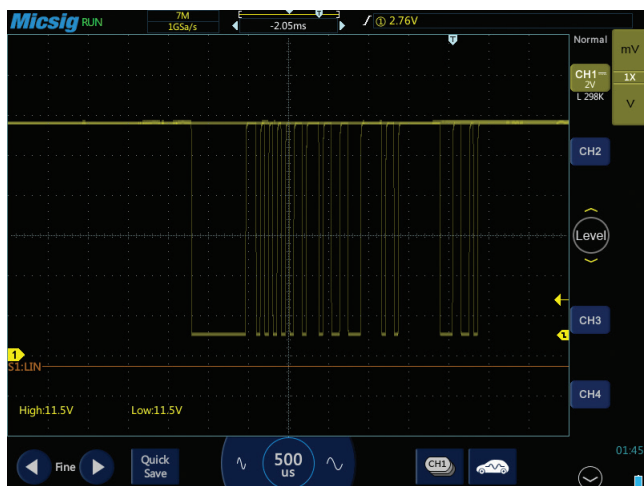 Micsig RUN
7M
1GSa/s
-2.05ms
① 2.76V
T
Normal
mV
CH1
2V
1X
L 298K
V
CH2
Level
1
CH3
S1:LIN
CH4
High:11.5V Low:11.5V
01:45
Fine
Quick
Save
500
us
CH1